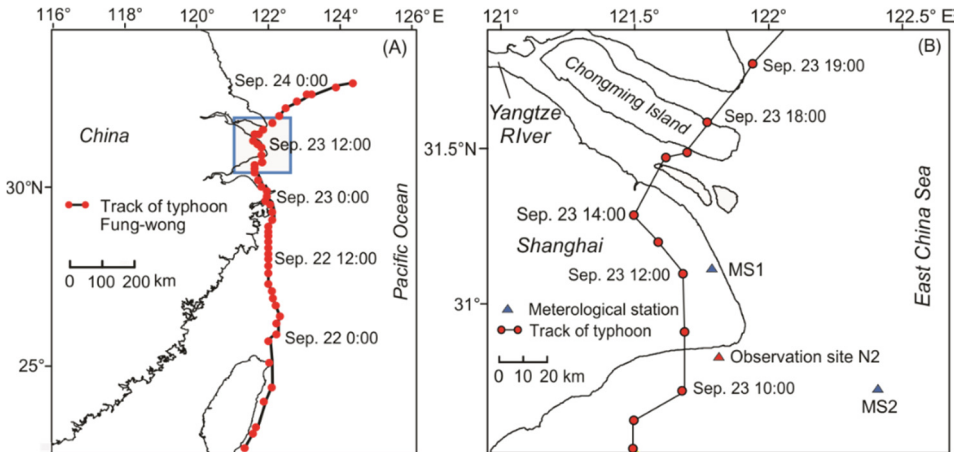 116°
118°
120°
122°
124°
126° E
(A)
Sep. 24 0:00
China
Sep. 23 12:00
30°N
Sep. 23 0:00
Track of typhoon
Fung-wong
Sep. 22 12:00
0 100 200
km
Sep. 22 0:00
25°
Pacific Ocean
121°
121.5°
122°
122.5° E
(B)
Sep. 23 19:00
Chongming Island
Yangtze
RIver
Sep. 23 18:00
31.5°N
Sep. 23 14:00
Shanghai
Sep. 23 12:00
MS1
31°
Meterological station
Track of typhoon
0 10 20 km
Observation site N2
Sep. 23 10:00
MS2
East China Sea